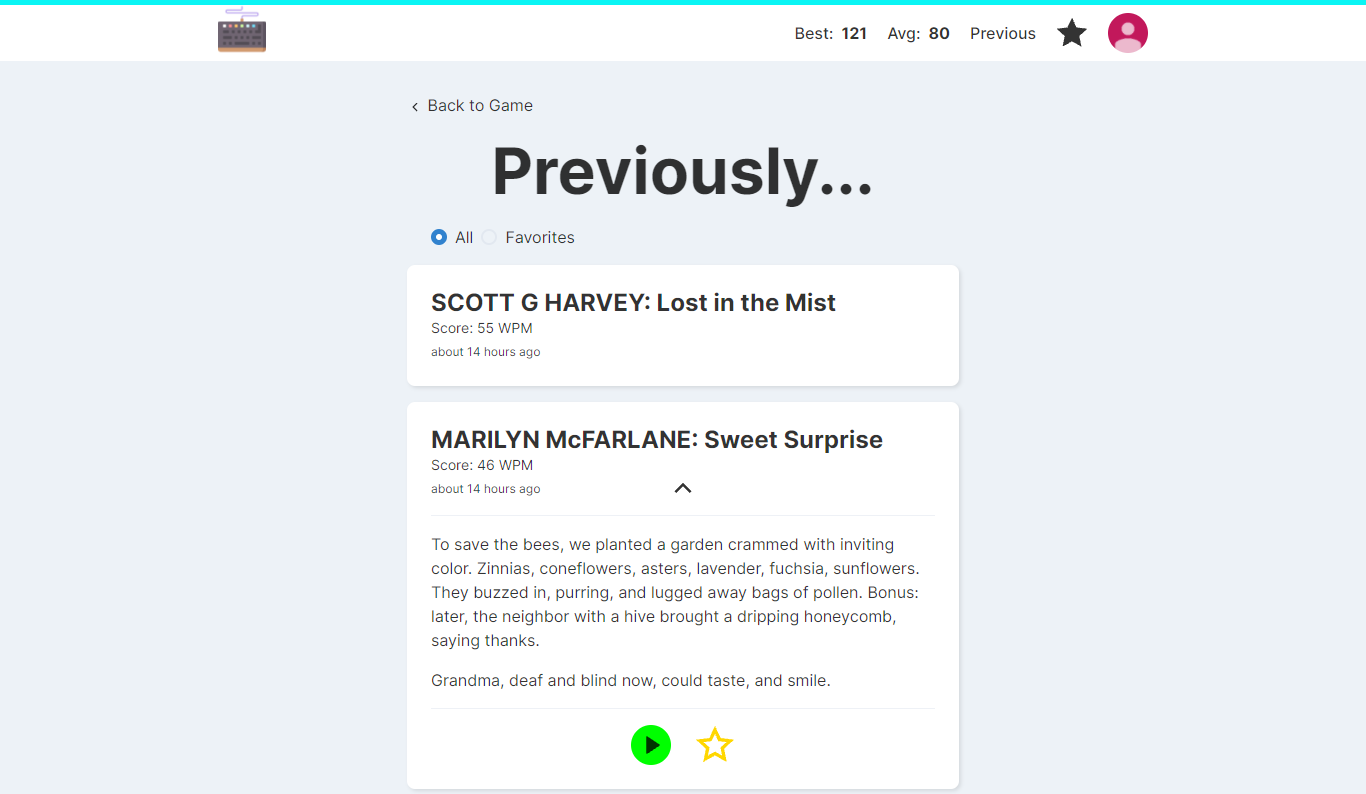 Best: 121 Avg: 80 Previous
Back to Game
Previously...
All Favorites
SCOTT G HARVEY: Lost in the Mist
Score: 55 WPM
about 14 hours ago
MARILYN McFARLANE: Sweet Surprise
Score: 46 WPM
about 14 hours ago
To save the bees, we planted a garden crammed with inviting
color. Zinnias, coneflowers, asters, lavender, fuchsia, sunflowers.
They buzzed in, purring, and lugged away bags of pollen. Bonus:
later, the neighbor with a hive brought a dripping honeycomb,
saying thanks.
Grandma, deaf and blind now, could taste, and smile.